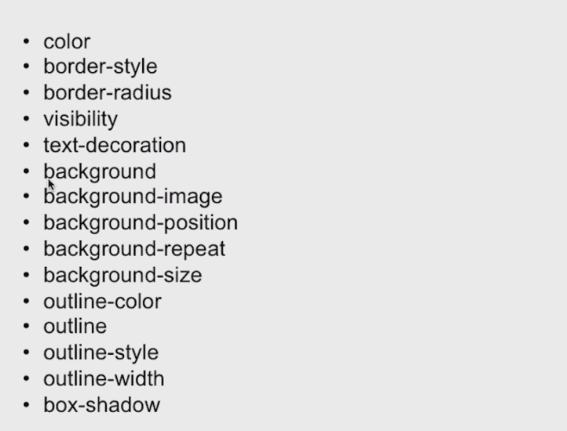 • color
• border-style
• border-radius
• visibility
• text-decoration
• background
• background-image
• background-position
• background-repeat
• background-size
• outline-color
• outline
• outline-style
• outline-width
• box-shadow